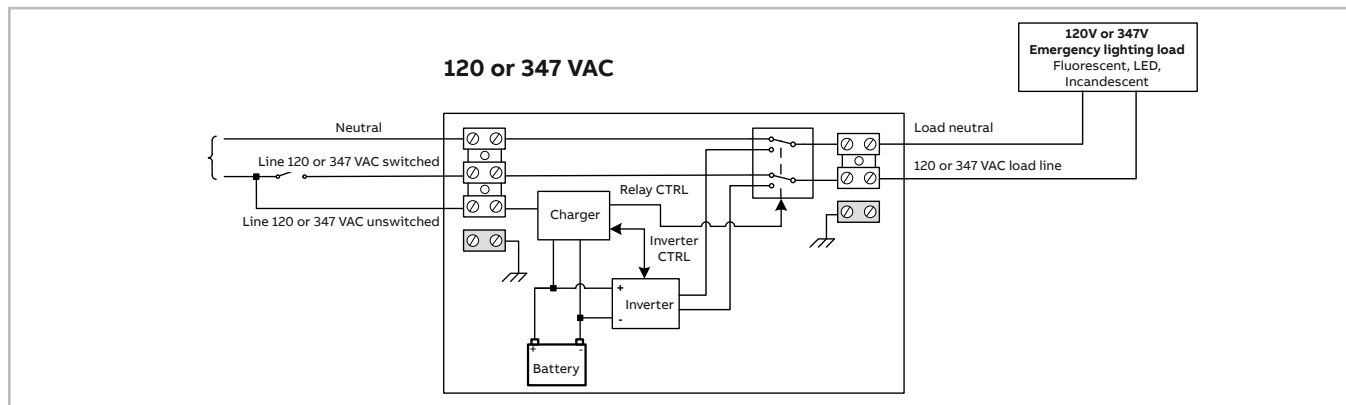 120V or 347V
Emergency lighting load
Fluorescent, LED,
Incandescent
120 or 347 VAC
Neutral
Load neutral
Line 120 or 347 VAC switched
120 or 347 VAC load line
Relay CTRL
Charger
Line 120 or 347 VAC unswitched
Inverter
CTRL
+
Inverter
-
+ -
Battery